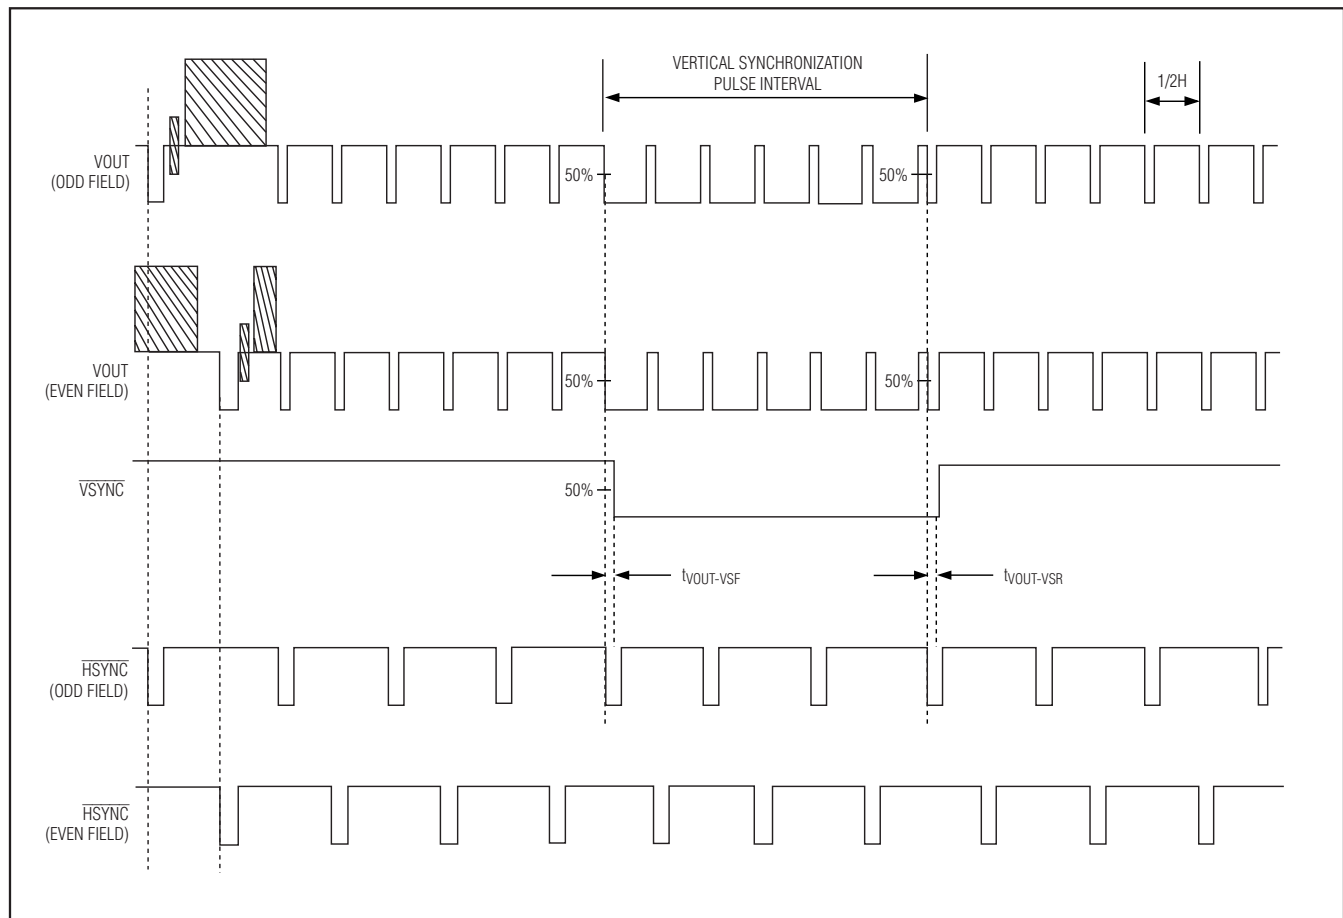 VERTICAL SYNCHRONIZATION
PULSE INTERVAL
1/2H
VOUT
(ODD FIELD)
50%
50%
VOUT
(EVEN FIELD)
50%
50%
VSYNC
50%
tVOUT-VSF
tVOUT-VSR
HSYNC
(ODD FIELD)
HSYNC
(EVEN FIELD)